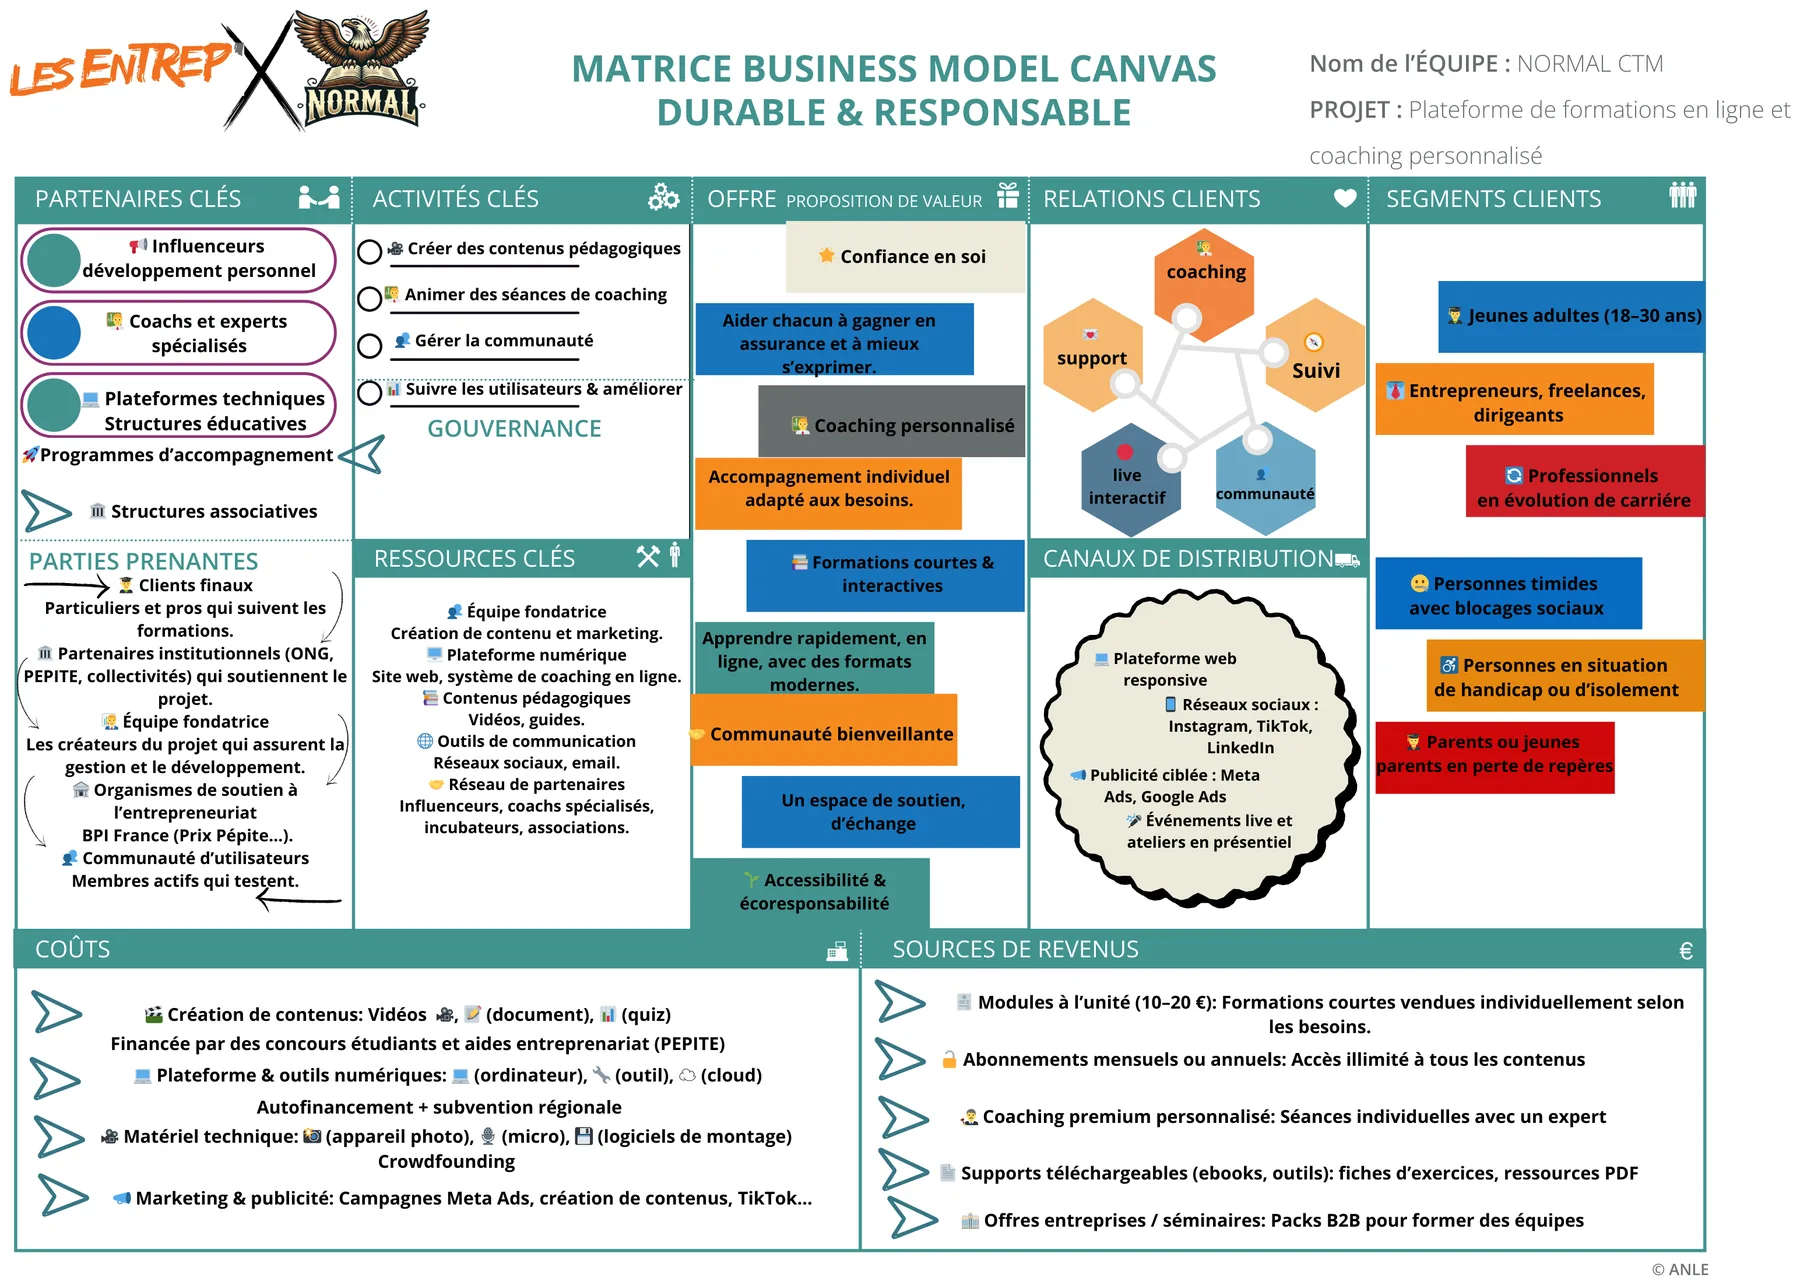 LES ENTREP'
NORMAL
MATRICE BUSINESS MODEL CANVAS
DURABLE & RESPONSABLE
Nom de l'ÉQUIPE : NORMAL CTM
PROJET : Plateforme de formations en ligne et
coaching personnalisé
PARTENAIRES CLÉS
Influenceurs
développement personnel
Coachs et experts
spécialisés
Plateformes techniques
Structures éducatives
Programmes d'accompagnement
Structures associatives
PARTIES PRENANTES
Clients finaux
Particuliers et pros qui suivent les
formations.
Partenaires institutionnels (ONG,
PEPITE, collectivités) qui soutiennent le
projet.
Équipe fondatrice
Les créateurs du projet qui assurent la
gestion et le développement.
Organismes de soutien à
l'entrepreneuriat
BPI France (Prix Pépite...).
Communauté d'utilisateurs
Membres actifs qui testent.
ACTIVITÉS CLÉS
Créer des contenus pédagogiques
Animer des séances de coaching
Gérer la communauté
Suivre les utilisateurs & améliorer
GOUVERNANCE
RESSOURCES CLÉS
Équipe fondatrice
Création de contenu et marketing.
Plateforme numérique
Site web, système de coaching en ligne.
Contenus pédagogiques
Vidéos, guides.
Outils de communication
Réseaux sociaux, email.
Réseau de partenaires
Influenceurs, coachs spécialisés,
incubateurs, associations.
OFFRE PROPOSITION DE VALEUR
Confiance en soi
Aider chacun à gagner en
assurance et à mieux
s'exprimer.
Coaching personnalisé
Accompagnement individuel
adapté aux besoins.
Formations courtes &
interactives
Apprendre rapidement, en
ligne, avec des formats
modernes.
Communauté bienveillante
Un espace de soutien,
d'échange
Accessibilité &
écoresponsabilité
RELATIONS CLIENTS
coaching
support
Suivi
live
interactif
communauté
CANAUX DE DISTRIBUTION
Plateforme web
responsive
Réseaux sociaux :
Instagram, TikTok,
LinkedIn
Publicité ciblée : Meta
Ads, Google Ads
Événements live et
ateliers en présentiel
SEGMENTS CLIENTS
Jeunes adultes (18–30 ans)
Entrepreneurs, freelances,
dirigeants
Professionnels
en évolution de carriére
Personnes timides
avec blocages sociaux
Personnes en situation
de handicap ou d'isolement
Parents ou jeunes
parents en perte de repères
COÛTS
Création de contenus: Vidéos , (document), (quiz)
Financée par des concours étudiants et aides entreprenariat (PEPITE)
Plateforme & outils numériques: (ordinateur), (outil), (cloud)
Autofinancement + subvention régionale
Matériel technique: (appareil photo), (micro), (logiciels de montage)
Crowdfounding
Marketing & publicité: Campagnes Meta Ads, création de contenus, TikTok...
SOURCES DE REVENUS €
Modules à l'unité (10–20 €): Formations courtes vendues individuellement selon
les besoins.
Abonnements mensuels ou annuels: Accès illimité à tous les contenus
Coaching premium personnalisé: Séances individuelles avec un expert
Supports téléchargeables (ebooks, outils): fiches d'exercices, ressources PDF
Offres entreprises / séminaires: Packs B2B pour former des équipes
© ANLE